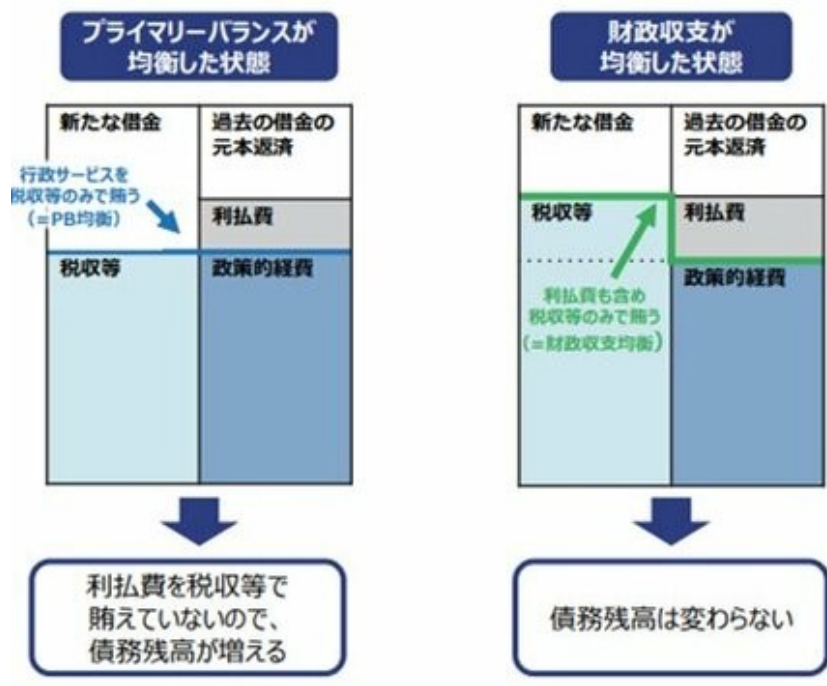 プライマリーバランスが
均衡した状態
新たな借金
過去の借金の
元本返済
行政サービスを
税収等のみで賄う
(=PB均衡)
利払費
税収等
政策的経費
利払費を税収等で
賄えていないので、
債務残高が増える
財政収支が
均衡した状態
新たな借金
過去の借金の
元本返済
税収等
利払費
政策的経費
利払費も含め
税収等のみで賄う
(=財政収支均衡)
債務残高は変わらない